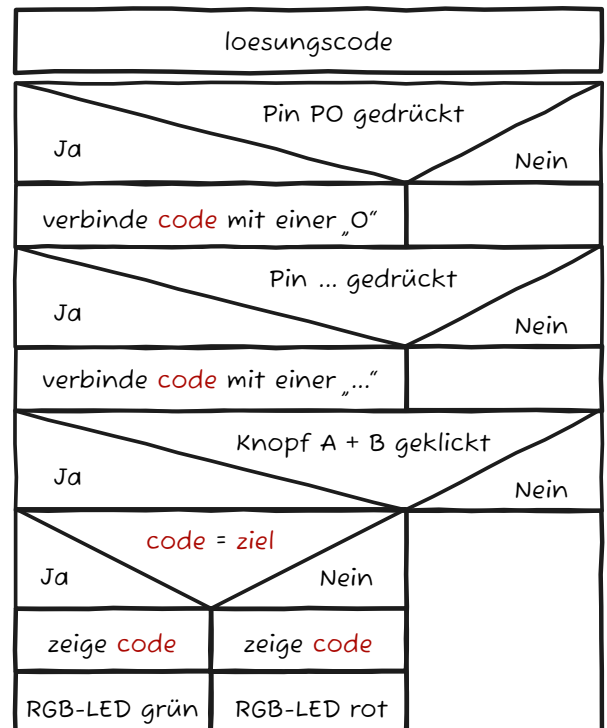 loesungscode
Pin P0 gedrückt
Ja
Nein
verbinde code mit einer „0“
Pin ... gedrückt
Ja
Nein
verbinde code mit einer „...“
Knopf A + B geklickt
Ja
Nein
code = ziel
Ja
Nein
zeige code
zeige code
RGB-LED grün
RGB-LED rot